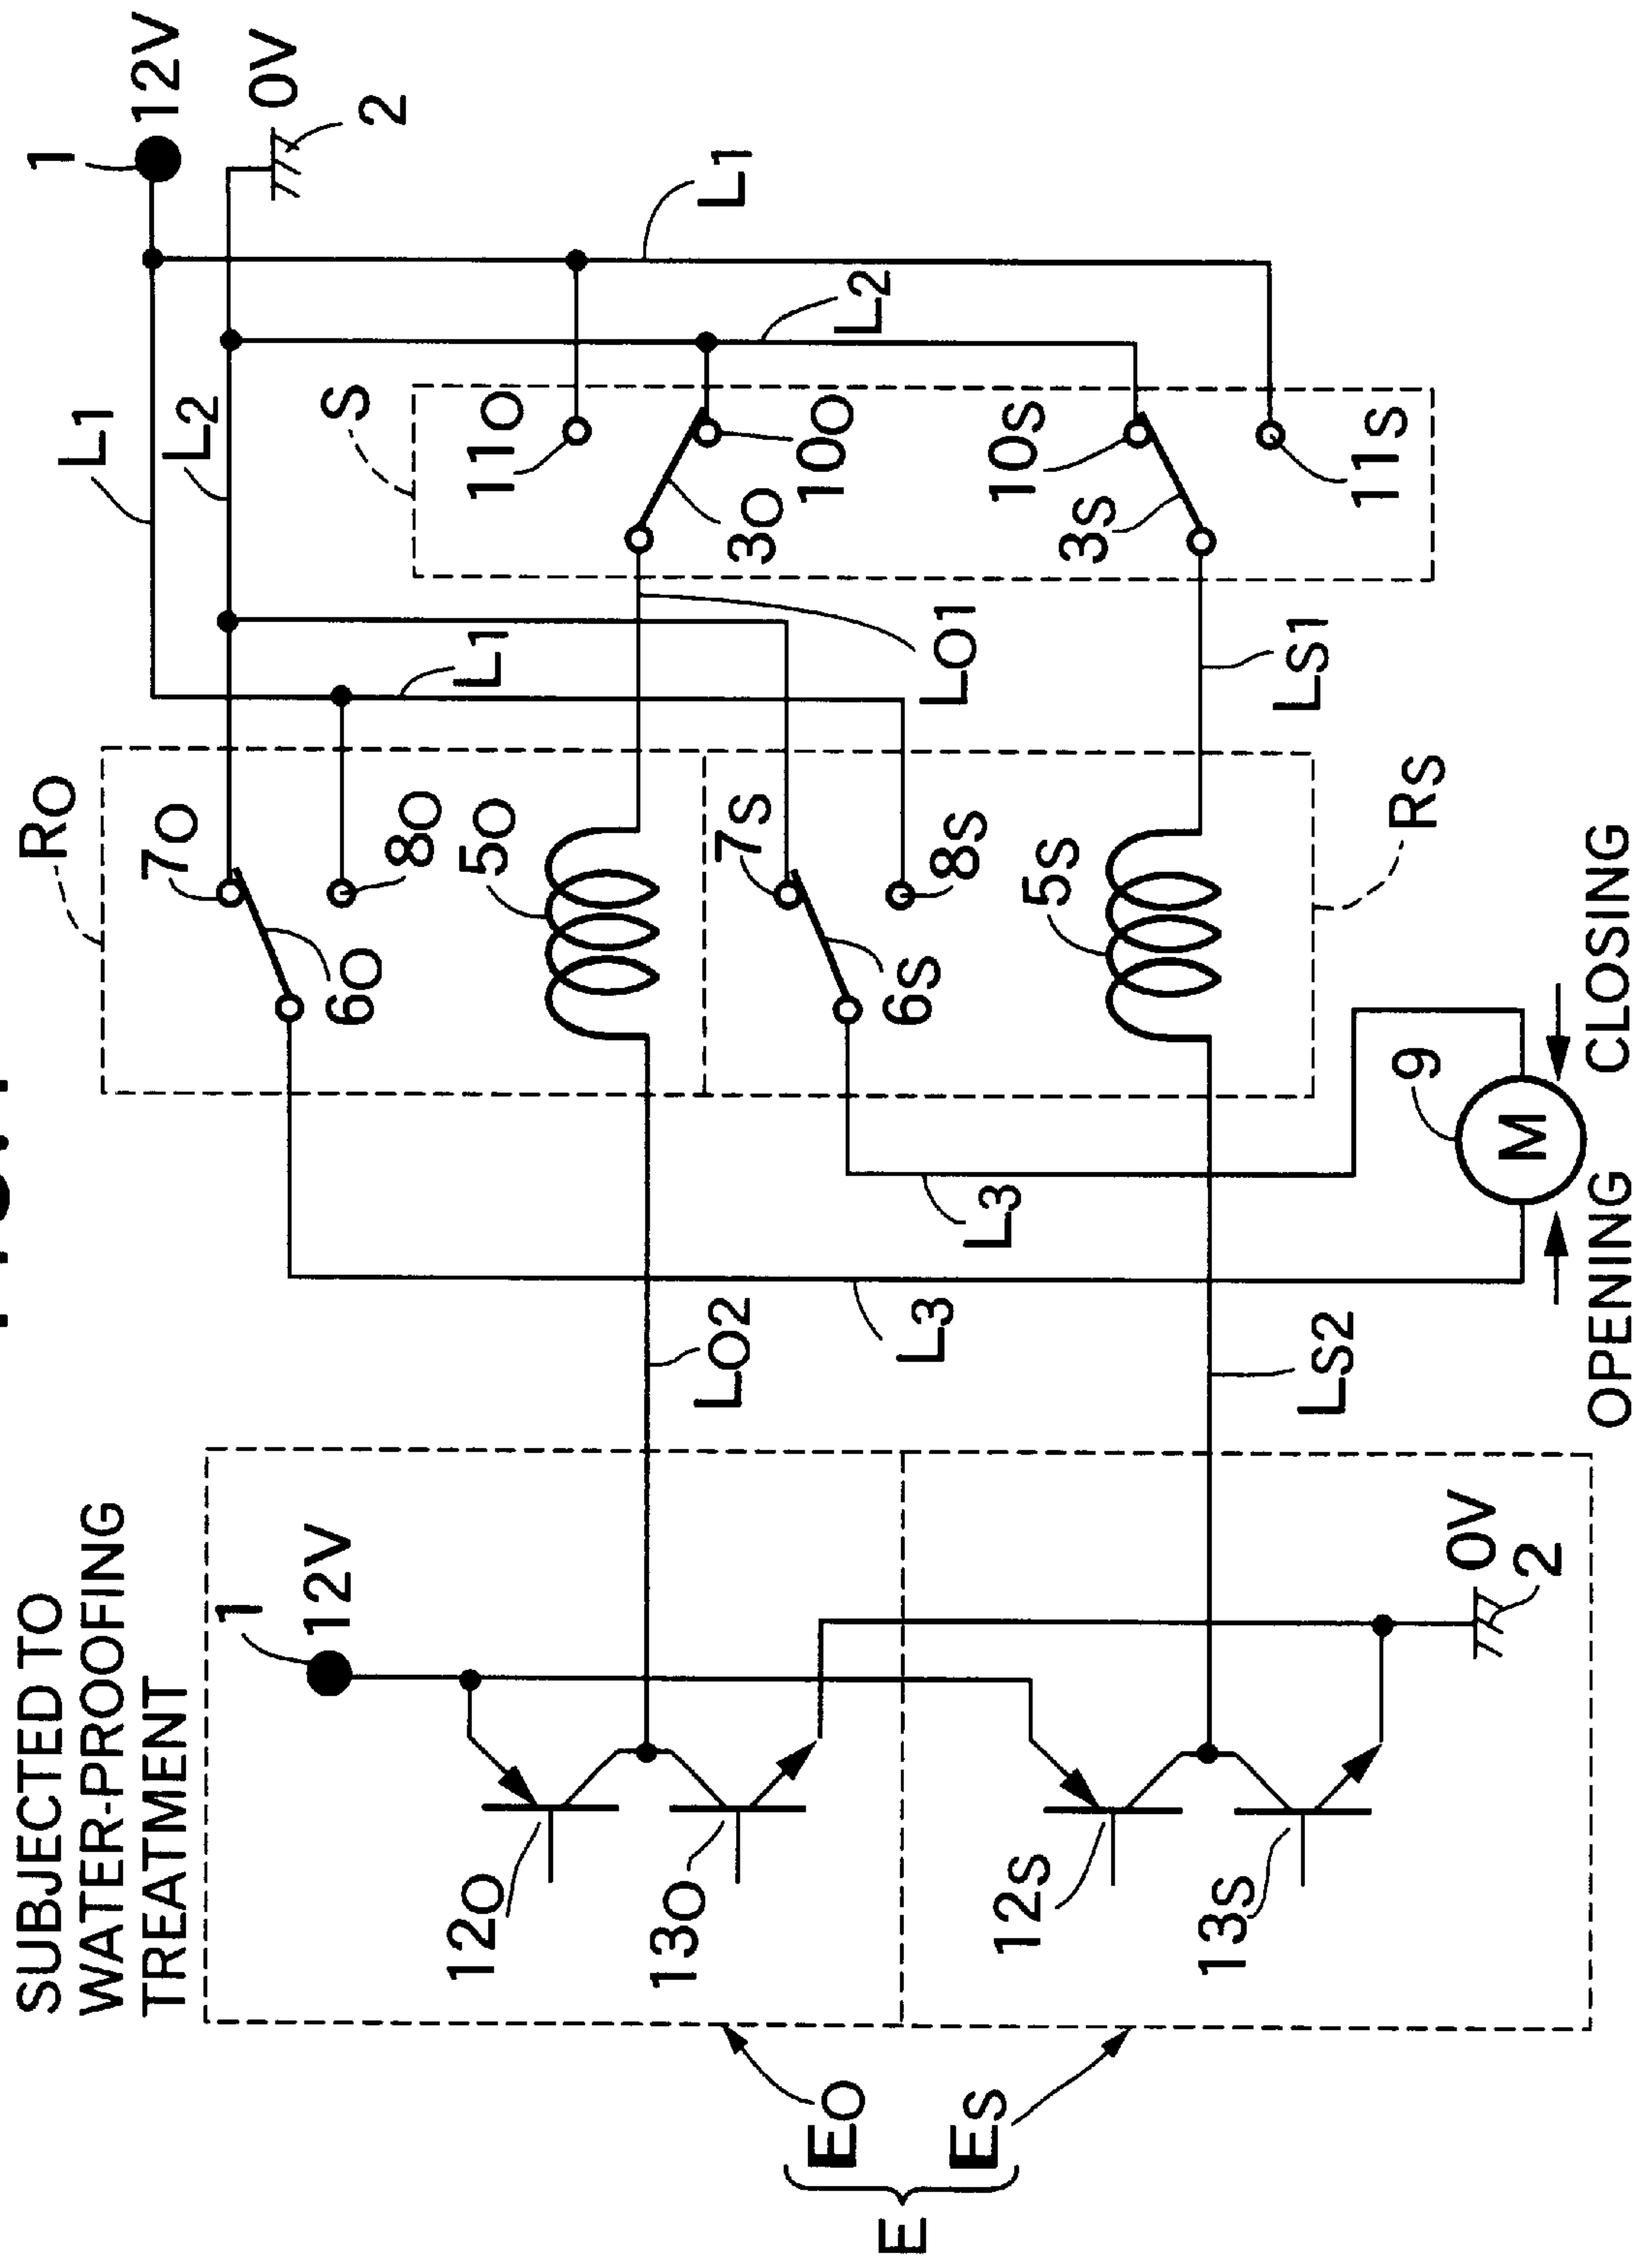 SUBJECTED TO
WATER-PROOFING
TREATMENT
1
12V
12O
13O
12S
13S
0V
2
EO
ES
E
LO2
LS2
L3
L3
OPENING
CLOSING
M
9
RO
7O
6O
8O
5O
7S
6S
8S
5S
RS
L1
L2
L1
LO1
LS1
S
11O
3O
10O
10S
3S
11S
L2
L1
1
12V
0V
2